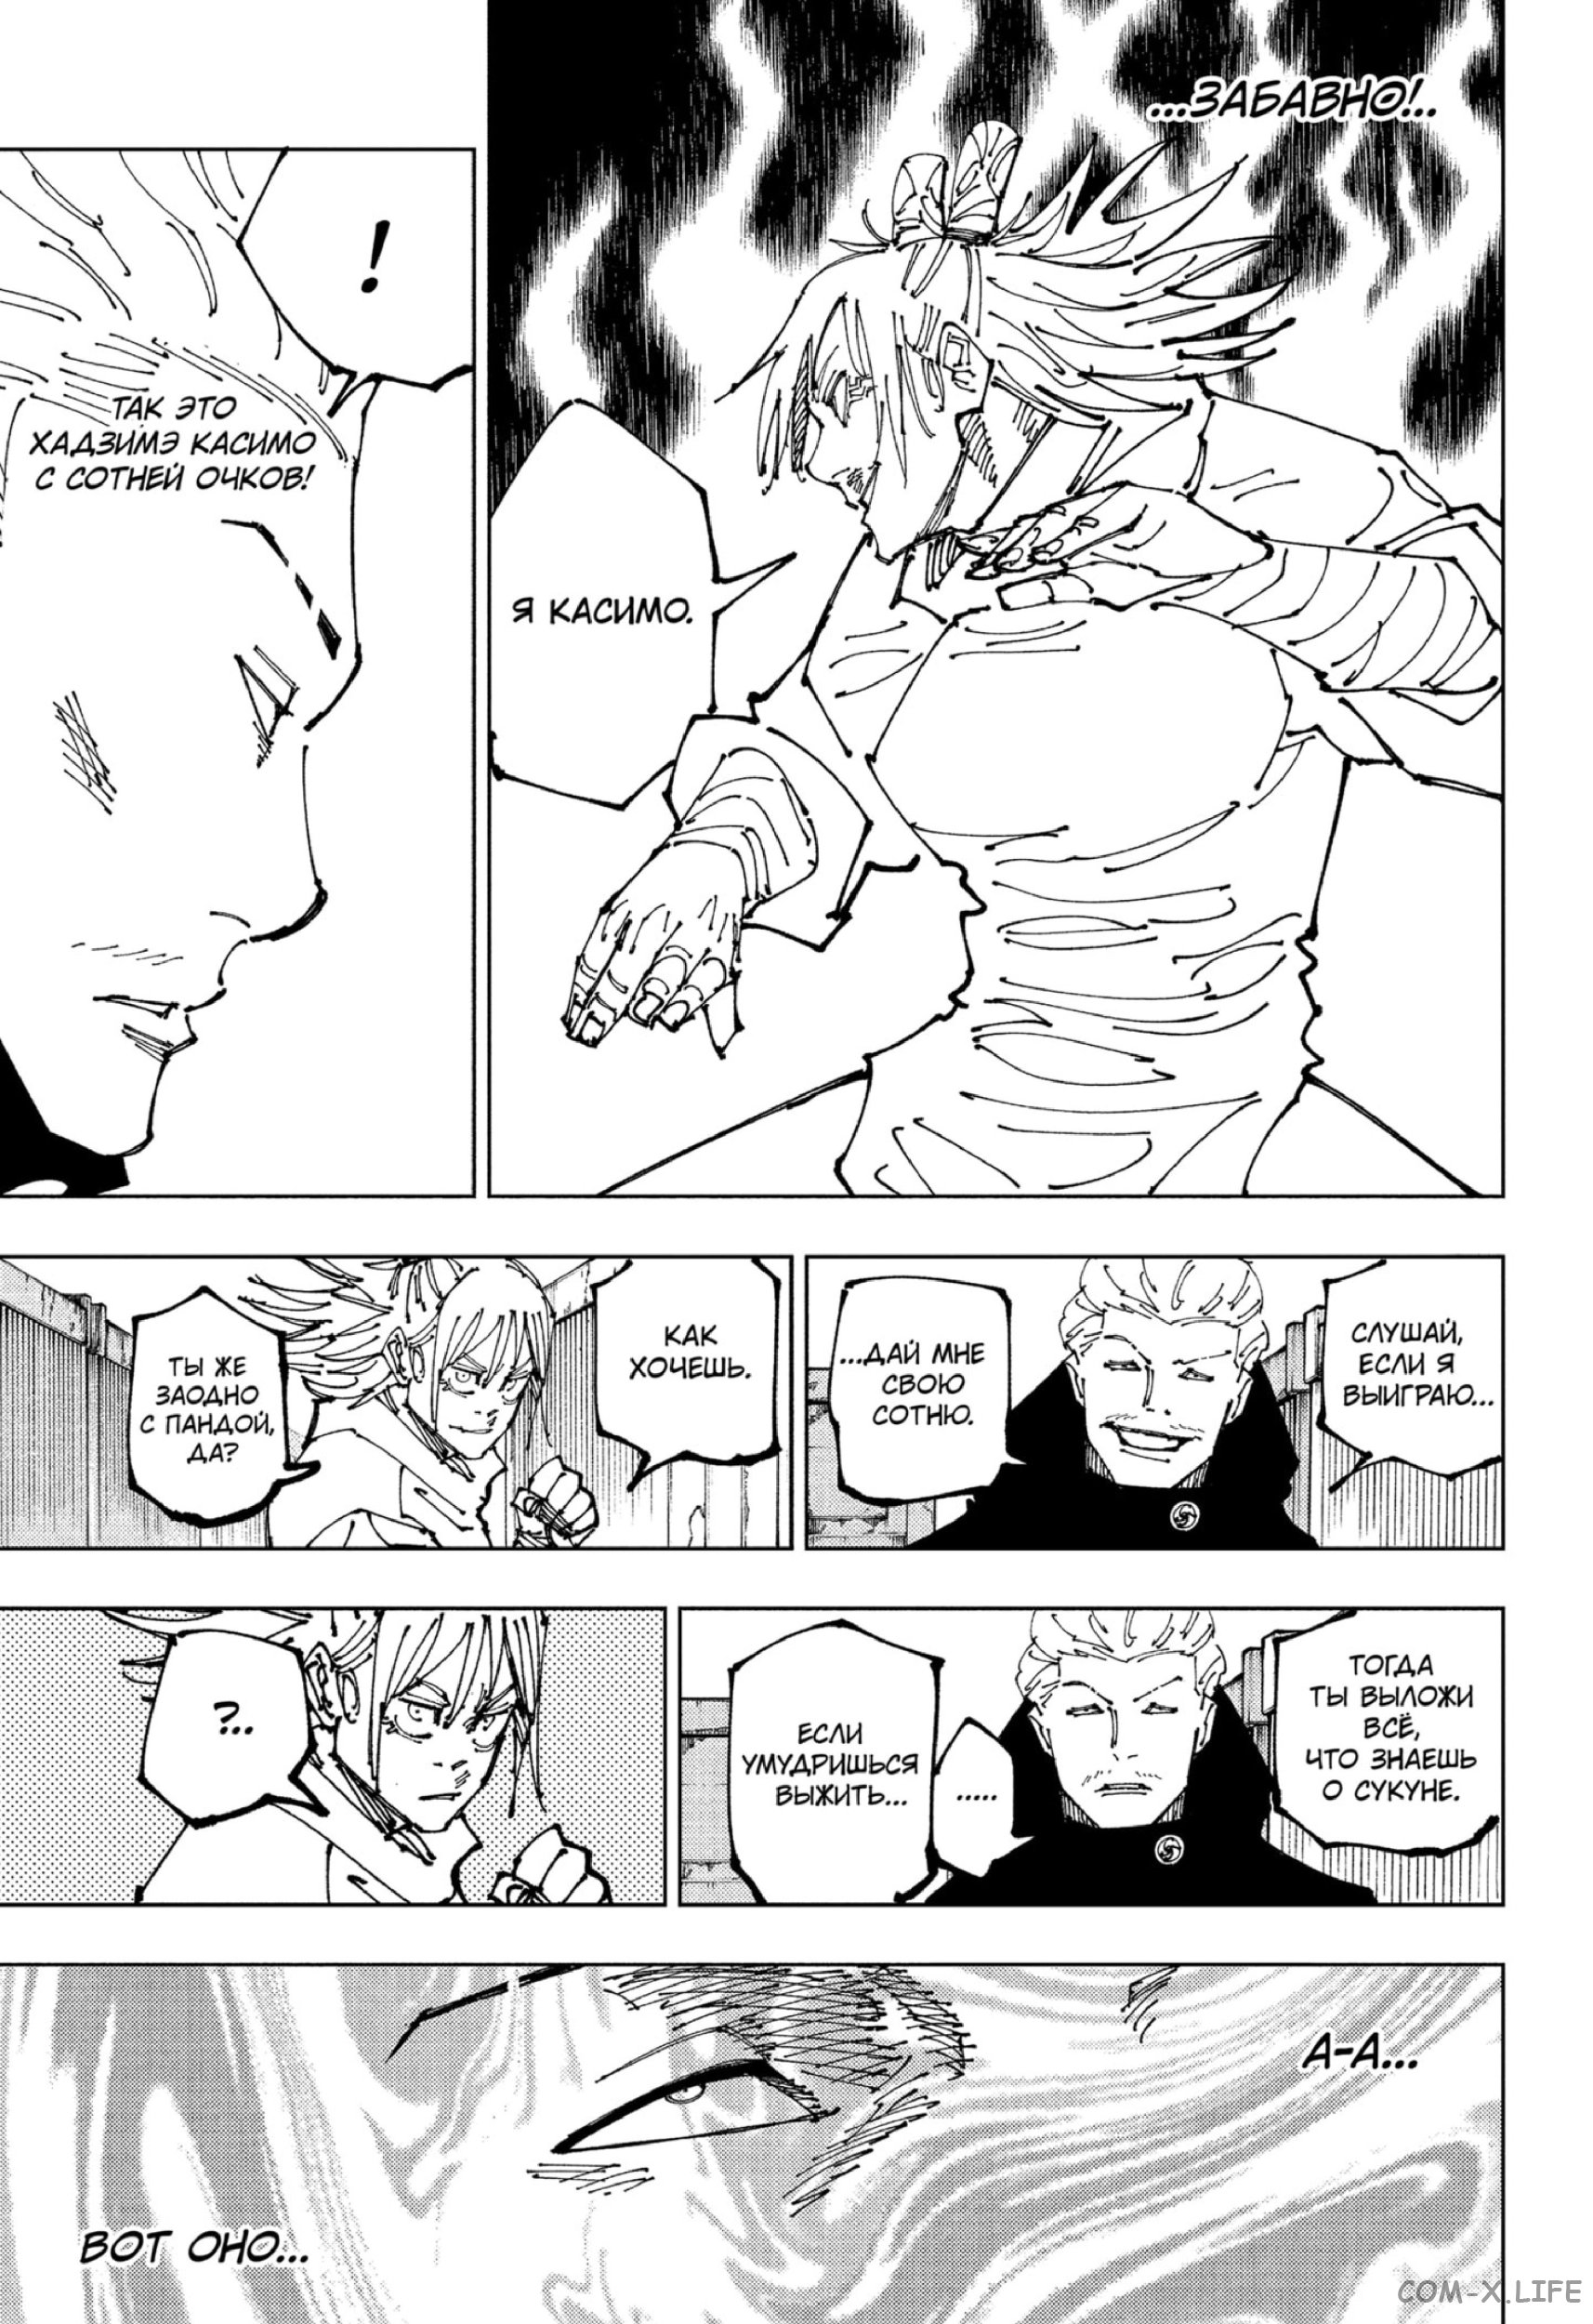 ...ЗАБАВНО!..
Я КАСИМО.
!
ТАК ЭТО
ХАДЗИМЭ КАСИМО
С СОТНЕЙ ОЧКОВ!
СЛУШАЙ,
ЕСЛИ Я
ВЫИГРАЮ...
...ДАЙ МНЕ
СВОЮ
СОТНЮ.
КАК
ХОЧЕШЬ.
ТЫ ЖЕ
ЗАОДНО
С ПАНДОЙ,
ДА?
ТОГДА
ТЫ ВЫЛОЖИ
ВСЁ,
ЧТО ЗНАЕШЬ
О СУКУНЕ.
.....
ЕСЛИ
УМУДРИШЬСЯ
ВЫЖИТЬ...
?...
А-А...
ВОТ ОНО...
COM-X.LIFE